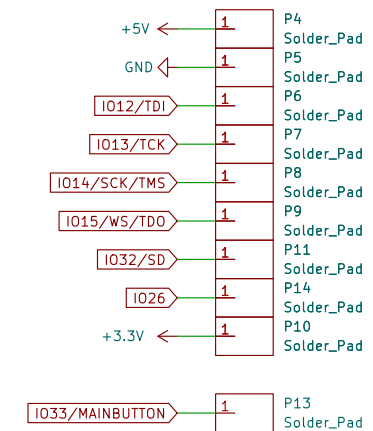 +5V 1 P4
Solder_Pad
GND 1 P5
Solder_Pad
IO12/TDI 1 P6
Solder_Pad
IO13/TCK 1 P7
Solder_Pad
IO14/SCK/TMS 1 P8
Solder_Pad
IO15/WS/TDO 1 P9
Solder_Pad
IO32/SD 1 P11
Solder_Pad
IO26 1 P14
Solder_Pad
+3.3V 1 P10
Solder_Pad
IO33/MAINBUTTON 1 P13
Solder_Pad